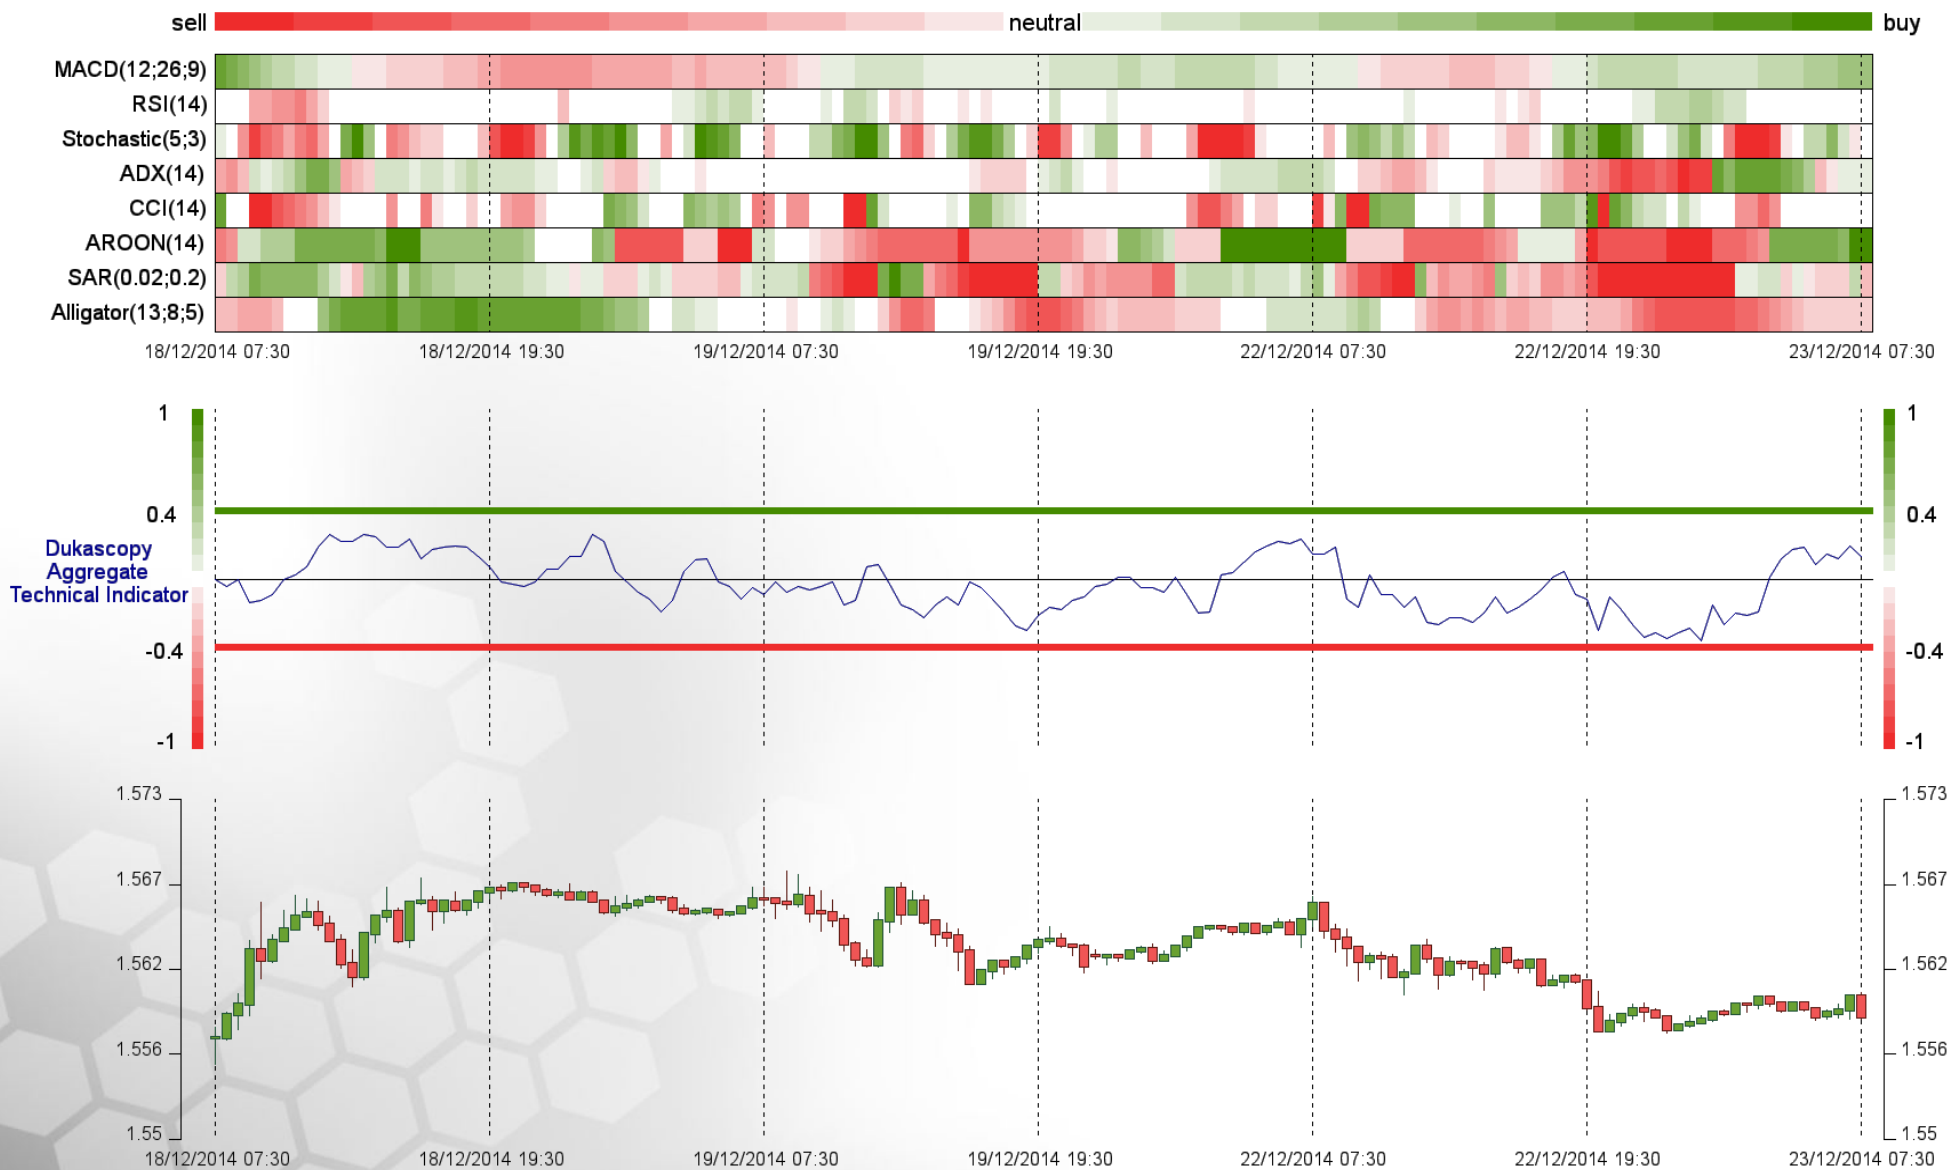 sell neutral buy
MACD(12;26;9)
RSI(14)
Stochastic(5;3)
ADX(14)
CCI(14)
AROON(14)
SAR(0.02;0.2)
Alligator(13;8;5)
18/12/2014 07:30 18/12/2014 19:30 19/12/2014 07:30 19/12/2014 19:30 22/12/2014 07:30 22/12/2014 19:30 23/12/2014 07:30
1 1
0.4 0.4
Dukascopy
Aggregate
Technical Indicator
-0.4 -0.4
-1 -1
1.573 1.573
1.567 1.567
1.562 1.562
1.556 1.556
1.55 1.55
18/12/2014 07:30 18/12/2014 19:30 19/12/2014 07:30 19/12/2014 19:30 22/12/2014 07:30 22/12/2014 19:30 23/12/2014 07:30